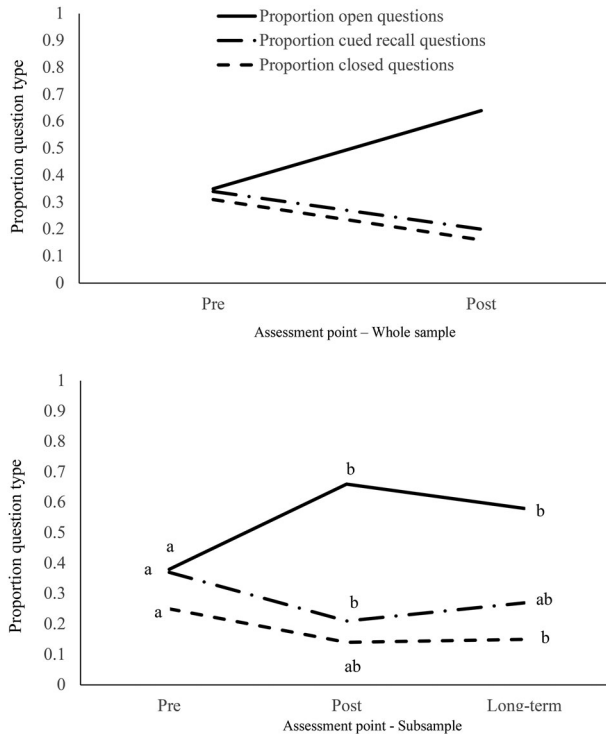 Proportion open questions
Proportion cued recall questions
Proportion closed questions
Proportion question type
1
0.9
0.8
0.7
0.6
0.5
0.4
0.3
0.2
0.1
0
Pre
Post
Assessment point – Whole sample
Proportion question type
1
0.9
0.8
0.7
0.6
0.5
0.4
0.3
0.2
0.1
0
a
b
b
a
b
ab
a
ab
b
Pre
Post
Long-term
Assessment point - Subsample